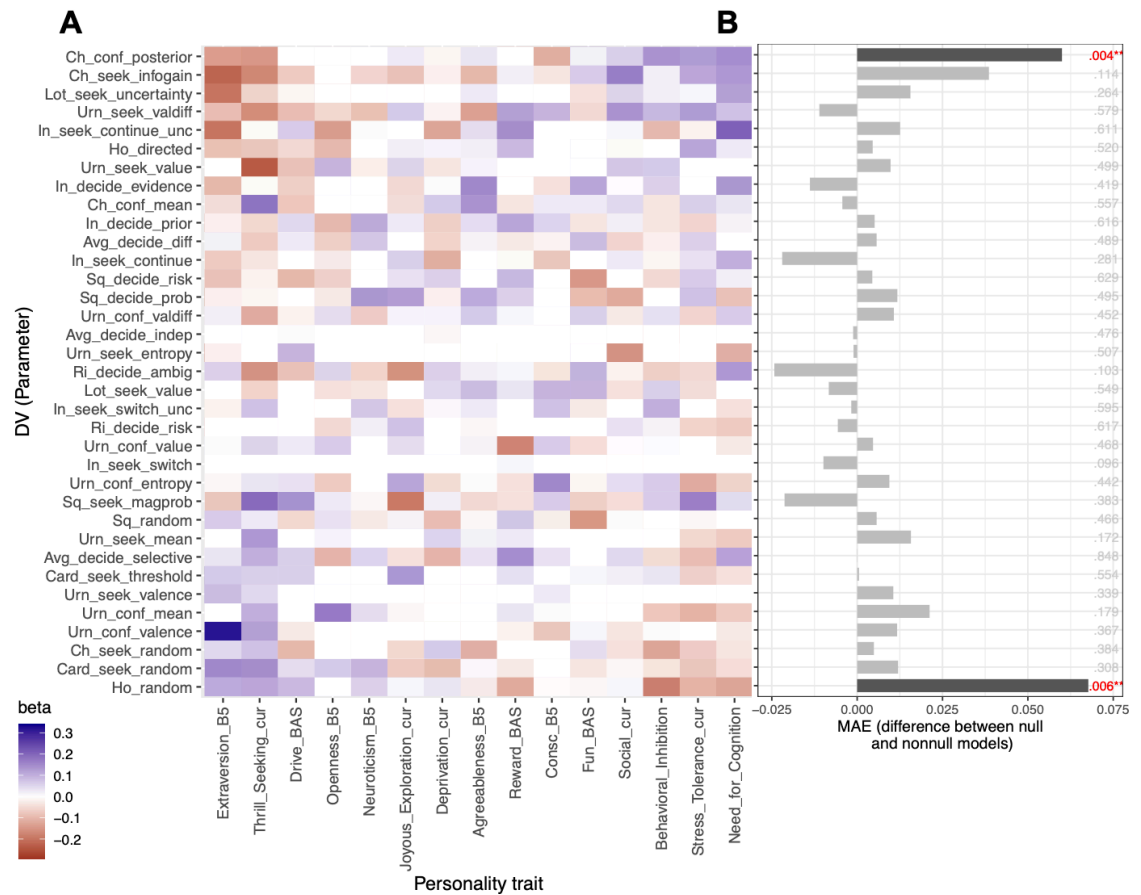 A
B
Ch_conf_posterior
.004**
Ch_seek_infogain
.114
Lot_seek_uncertainty
.264
Urn_seek_valdiff
.579
In_seek_continue_unc
.611
Ho_directed
.520
Urn_seek_value
.499
In_decide_evidence
.419
Ch_conf_mean
.557
In_decide_prior
.616
Avg_decide_diff
.489
In_seek_continue
.281
Sq_decide_risk
.629
Sq_decide_prob
.495
Urn_conf_valdiff
.452
Avg_decide_indep
.476
Urn_seek_entropy
.507
Ri_decide_ambig
.103
Lot_seek_value
.549
In_seek_switch_unc
.595
Ri_decide_risk
.617
Urn_conf_value
.468
In_seek_switch
.096
Urn_conf_entropy
.442
Sq_seek_magprob
.383
Sq_random
.466
Urn_seek_mean
.172
Avg_decide_selective
.848
Card_seek_threshold
.554
Urn_seek_valence
.339
Urn_conf_mean
.179
Urn_conf_valence
.367
Ch_seek_random
.384
Card_seek_random
.308
Ho_random
.006**
DV (Parameter)
-0.025
0.000
0.025
0.050
0.075
MAE (difference between null
and nonnull models)
beta
0.3
0.2
0.1
0.0
−0.1
−0.2
Extraversion_B5
Thrill_Seeking_cur
Drive_BAS
Openness_B5
Neuroticism_B5
Joyous_Exploration_cur
Deprivation_cur
Agreeableness_B5
Reward_BAS
Consc_B5
Fun_BAS
Social_cur
Behavioral_Inhibition
Stress_Tolerance_cur
Need_for_Cognition
Personality trait